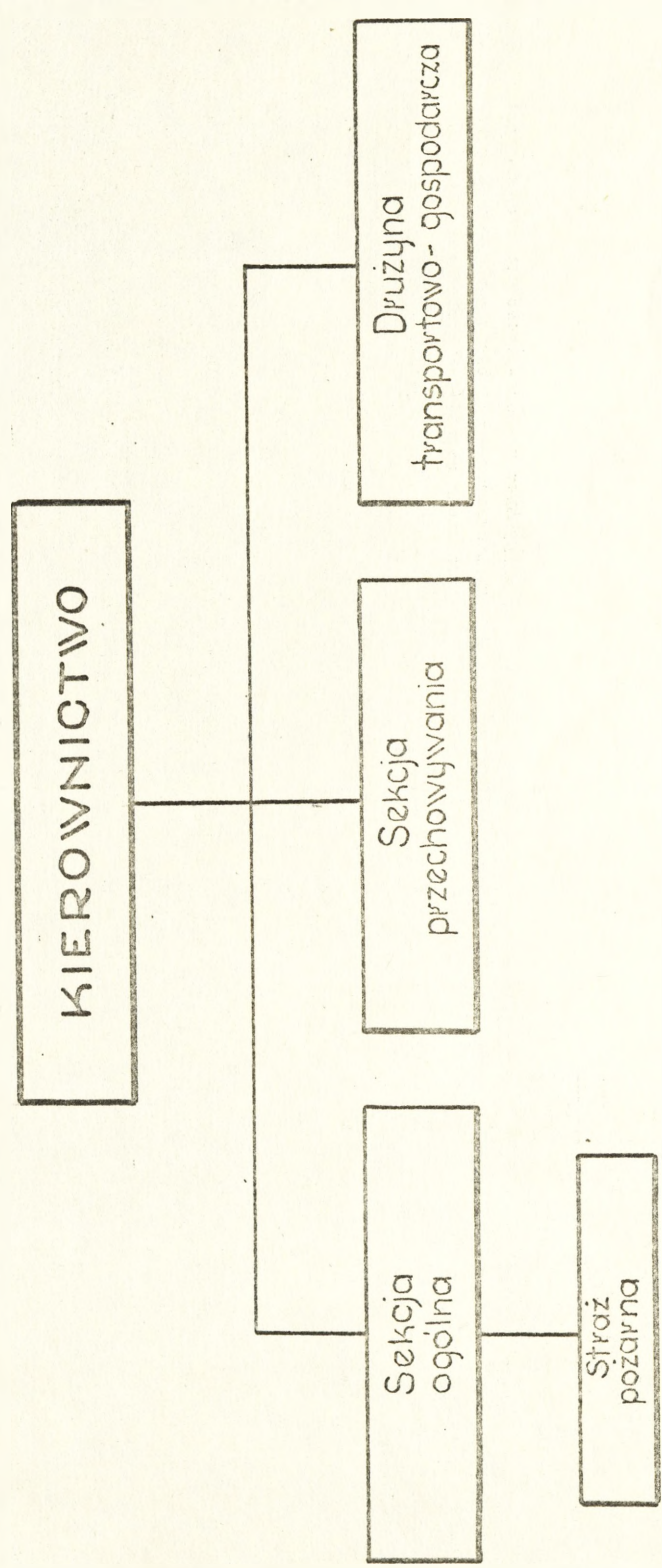 KIEROWNICTWO
Sekcja
ogólna
Sekcja
przechowywania
Drużyna
transportowo-gospodarcza
Straż
pożarna